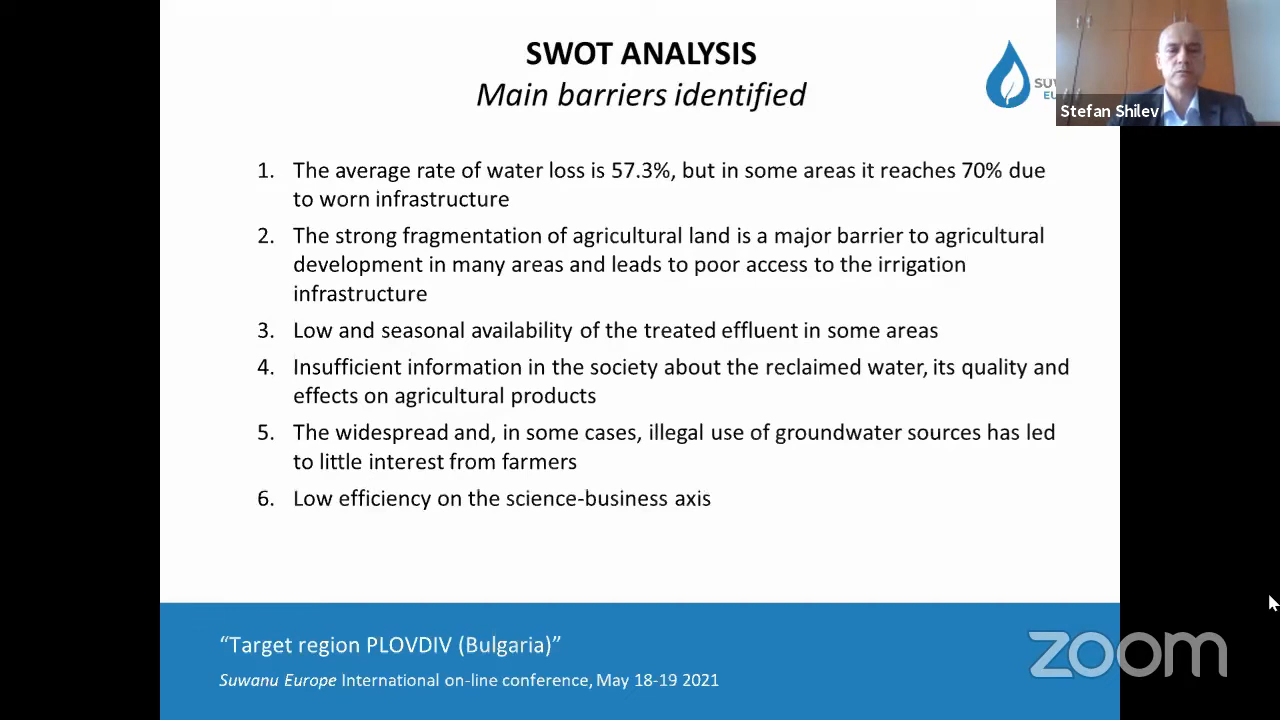 SWOT ANALYSIS
Main barriers identified
SUW
EU
Stefan Shilev
1. The average rate of water loss is 57.3%, but in some areas it reaches 70% due
to worn infrastructure
2. The strong fragmentation of agricultural land is a major barrier to agricultural
development in many areas and leads to poor access to the irrigation
infrastructure
3. Low and seasonal availability of the treated effluent in some areas
4. Insufficient information in the society about the reclaimed water, its quality and
effects on agricultural products
5. The widespread and, in some cases, illegal use of groundwater sources has led
to little interest from farmers
6. Low efficiency on the science-business axis
“Target region PLOVDIV (Bulgaria)”
Suwanu Europe International on-line conference, May 18-19 2021
zoom